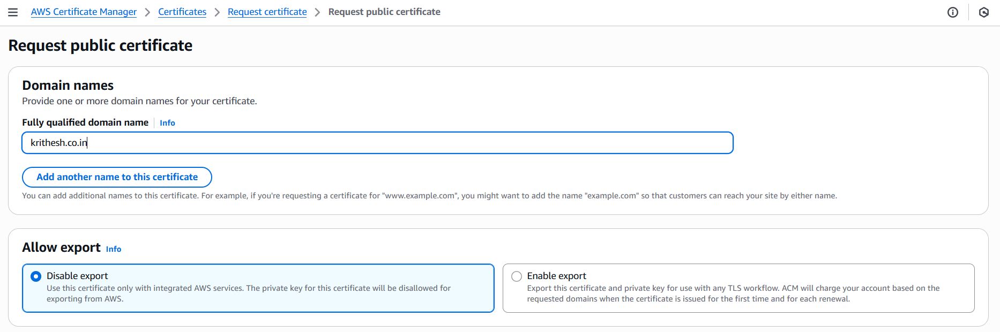 AWS Certificate Manager > Certificates > Request certificate > Request public certificate
Request public certificate
Domain names
Provide one or more domain names for your certificate.
Fully qualified domain name | Info
krithesh.co.in
Add another name to this certificate
You can add additional names to this certificate. For example, if you're requesting a certificate for "www.example.com", you might want to add the name "example.com" so that customers can reach your site by either name.
Allow export Info
Disable export
Use this certificate only with integrated AWS services. The private key for this certificate will be disallowed for
exporting from AWS.
Enable export
Export this certificate and private key for use with any TLS workflow. ACM will charge your account based on the
requested domains when the certificate is issued for the first time and for each renewal.